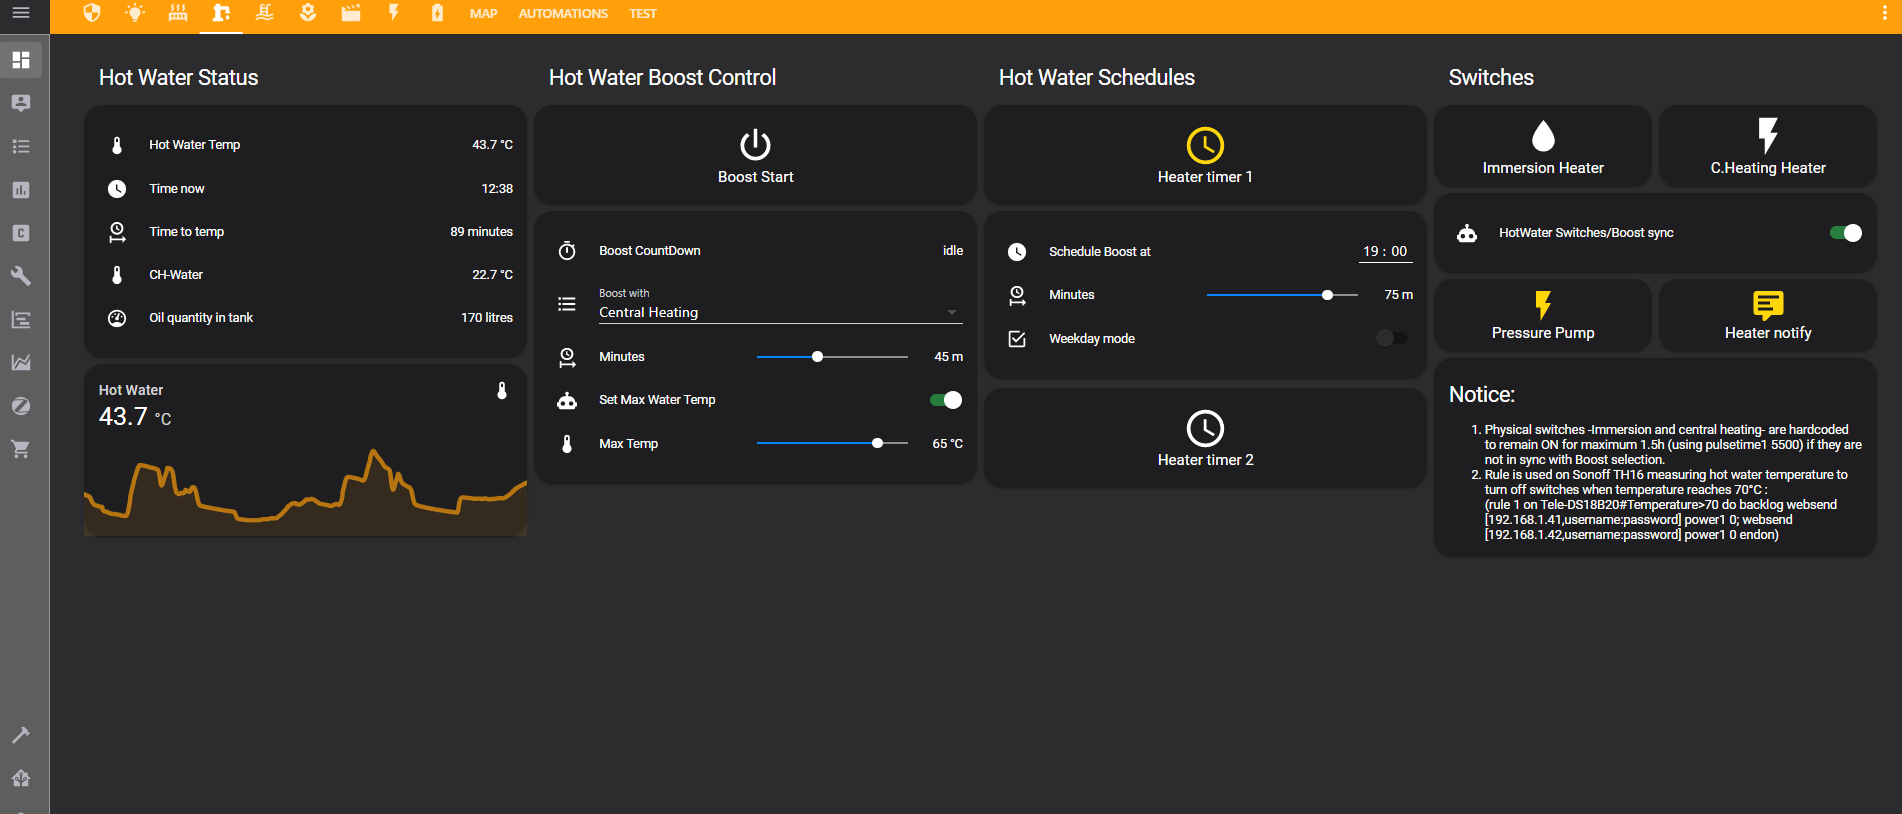 MAP
AUTOMATIONS
TEST
Hot Water Status
Hot Water Temp 43.7 °C
Time now 12:38
Time to temp 89 minutes
CH-Water 22.7 °C
Oil quantity in tank 170 litres
Hot Water
43.7 °C
Hot Water Boost Control
Boost Start
Boost CountDown idle
Boost with
Central Heating
Minutes 45 m
Set Max Water Temp
Max Temp 65 °C
Hot Water Schedules
Heater timer 1
Schedule Boost at 19 : 00
Minutes 75 m
Weekday mode
Heater timer 2
Switches
Immersion Heater
C.Heating Heater
HotWater Switches/Boost sync
Pressure Pump
Heater notify
Notice:
1. Physical switches -Immersion and central heating- are hardcoded
to remain ON for maximum 1.5h (using pulsetime1 5500) if they are
not in sync with Boost selection.
2. Rule is used on Sonoff TH16 measuring hot water temperature to
turn off switches when temperature reaches 70°C :
(rule 1 on Tele-DS18B20#Temperature>70 do backlog websend
[192.168.1.41,username:password] power1 0; websend
[192.168.1.42,username:password] power1 0 endon)